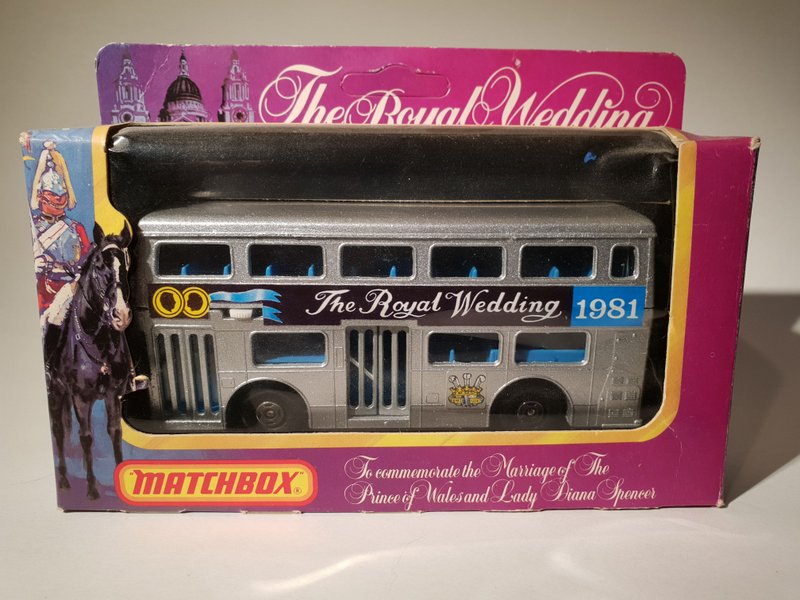 The Royal Wedding
The Royal Wedding 1981
"MATCHBOX"®
To commemorate the Marriage of The
Prince of Wales and Lady Diana Spencer